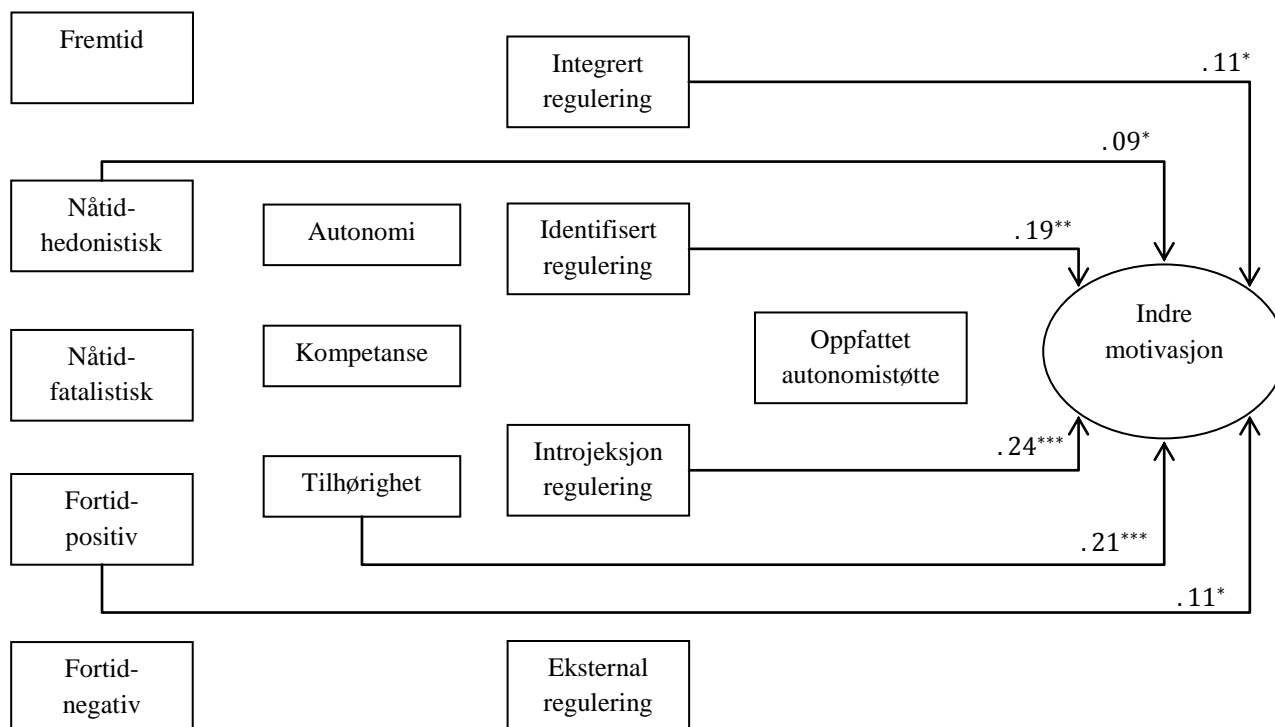 Fremtid
Integrert
regulering
.11*
.09*
Nåtid-
hedonistisk
Autonomi
Identifisert
regulering
.19**
Nåtid-
fatalistisk
Kompetanse
Oppfattet
autonomistøtte
Indre
motivasjon
Fortid-
positiv
Tilhørighet
Introjeksjon
regulering
.24***
.21***
.11*
Fortid-
negativ
Eksternal
regulering